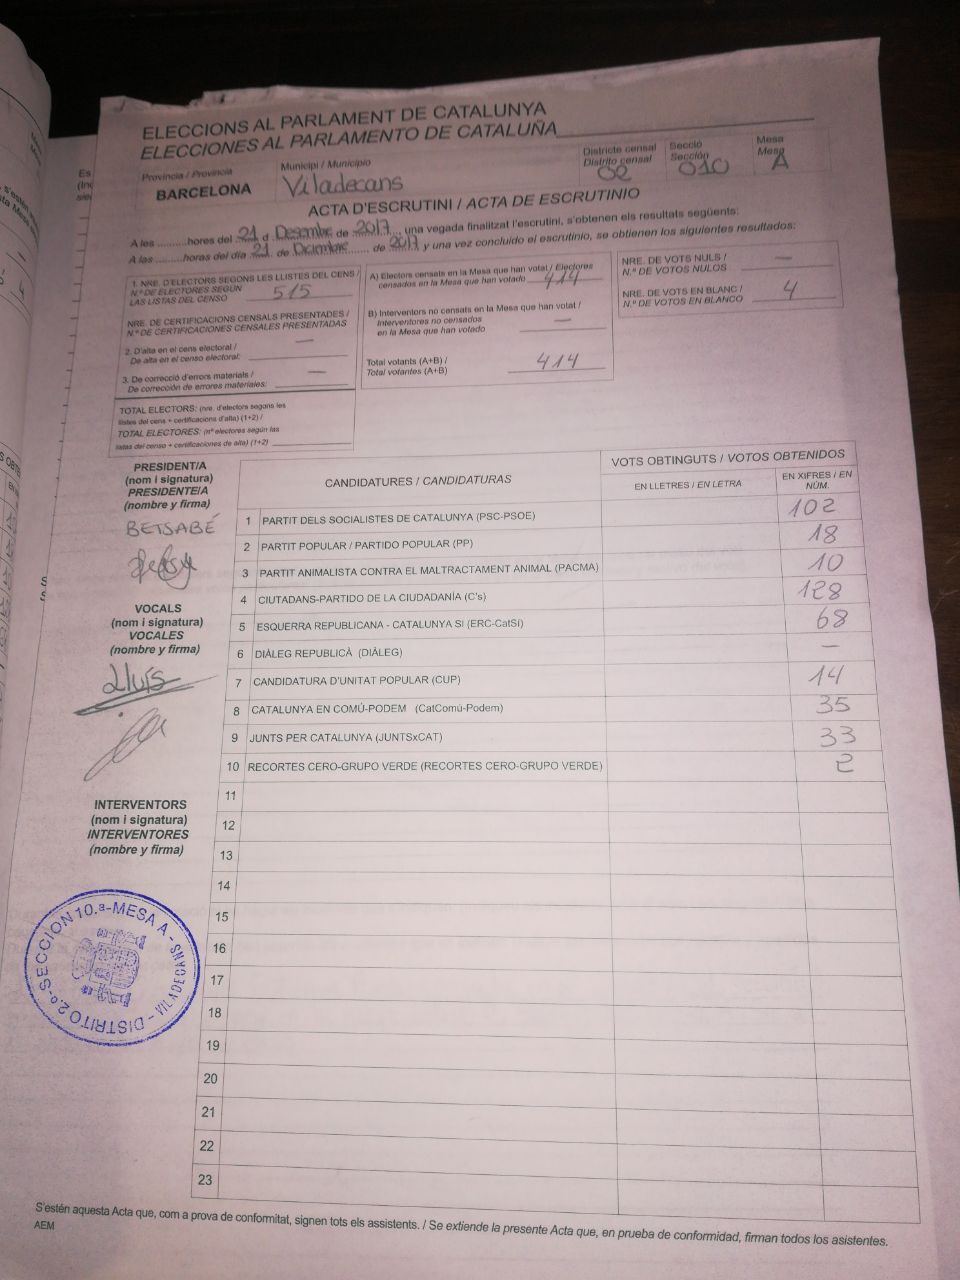 ELECCIONS AL PARLAMENT DE CATALUNYA
ELECCIONES AL PARLAMENTO DE CATALUÑA
Província / Provincia
BARCELONA
Municipi / Municipio
Viladecans
Districte censal
Distrito censal
02
Secció
Sección
010
Mesa
Mesa
A
ACTA D'ESCRUTINI / ACTA DE ESCRUTINIO
A les ..........hores del 21 d Desembre de 2017, una vegada finalitzat l'escrutini, s'obtenen els resultats següents:
A las ..........horas del día 21 de Diciembre de 2017 y una vez concluido el escrutinio, se obtienen los siguientes resultados:
1. NRE. D'ELECTORS SEGONS LES LLISTES DEL CENS /
N.º DE ELECTORES SEGÚN
LAS LISTAS DEL CENSO
515
NRE. DE CERTIFICACIONS CENSALS PRESENTADES /
N.º DE CERTIFICACIONES CENSALES PRESENTADAS
2. D'alta en el cens electoral /
De alta en el censo electoral:
—
3. De correcció d'errors materials /
De corrección de errores materiales:
—
TOTAL ELECTORS: (nre. d'electors segons les
llistes del cens + certificacions d'alta) (1+2) /
TOTAL ELECTORES: (nº electores según las
listas del censo + certificaciones de alta) (1+2)
A) Electors censats en la Mesa que han votat / Electores
censados en la Mesa que han votado
414
B) Interventors no censats en la Mesa que han votat /
Interventores no censados
en la Mesa que han votado
—
Total votants (A+B) /
Total votantes (A+B)
414
NRE. DE VOTS NULS /
N.º DE VOTOS NULOS
—
NRE. DE VOTS EN BLANC /
N.º DE VOTOS EN BLANCO
4
PRESIDENT/A
(nom i signatura)
PRESIDENTE/A
(nombre y firma)
BETSABÉ
VOCALS
(nom i signatura)
VOCALES
(nombre y firma)
Lluís
INTERVENTORS
(nom i signatura)
INTERVENTORES
(nombre y firma)
CANDIDATURES / CANDIDATURAS
VOTS OBTINGUTS / VOTOS OBTENIDOS
EN LLETRES / EN LETRA
EN XIFRES / EN NÚM.
1 PARTIT DELS SOCIALISTES DE CATALUNYA (PSC-PSOE) 102
2 PARTIT POPULAR / PARTIDO POPULAR (PP) 18
3 PARTIT ANIMALISTA CONTRA EL MALTRACTAMENT ANIMAL (PACMA) 10
4 CIUTADANS-PARTIDO DE LA CIUDADANÍA (C's) 128
5 ESQUERRA REPUBLICANA - CATALUNYA SI (ERC-CatSí) 68
6 DIÀLEG REPUBLICÀ (DIÀLEG) —
7 CANDIDATURA D'UNITAT POPULAR (CUP) 14
8 CATALUNYA EN COMÚ-PODEM (CatComú-Podem) 35
9 JUNTS PER CATALUNYA (JUNTSxCAT) 33
10 RECORTES CERO-GRUPO VERDE (RECORTES CERO-GRUPO VERDE) 2
11
12
13
14
15
16
17
18
19
20
21
22
23
DISTRITO 2.º-SECCION 10.ª-MESA A - VILADECANS -
S'estén aquesta Acta que, com a prova de conformitat, signen tots els assistents. / Se extiende la presente Acta que, en prueba de conformidad, firman todos los asistentes.
AEM